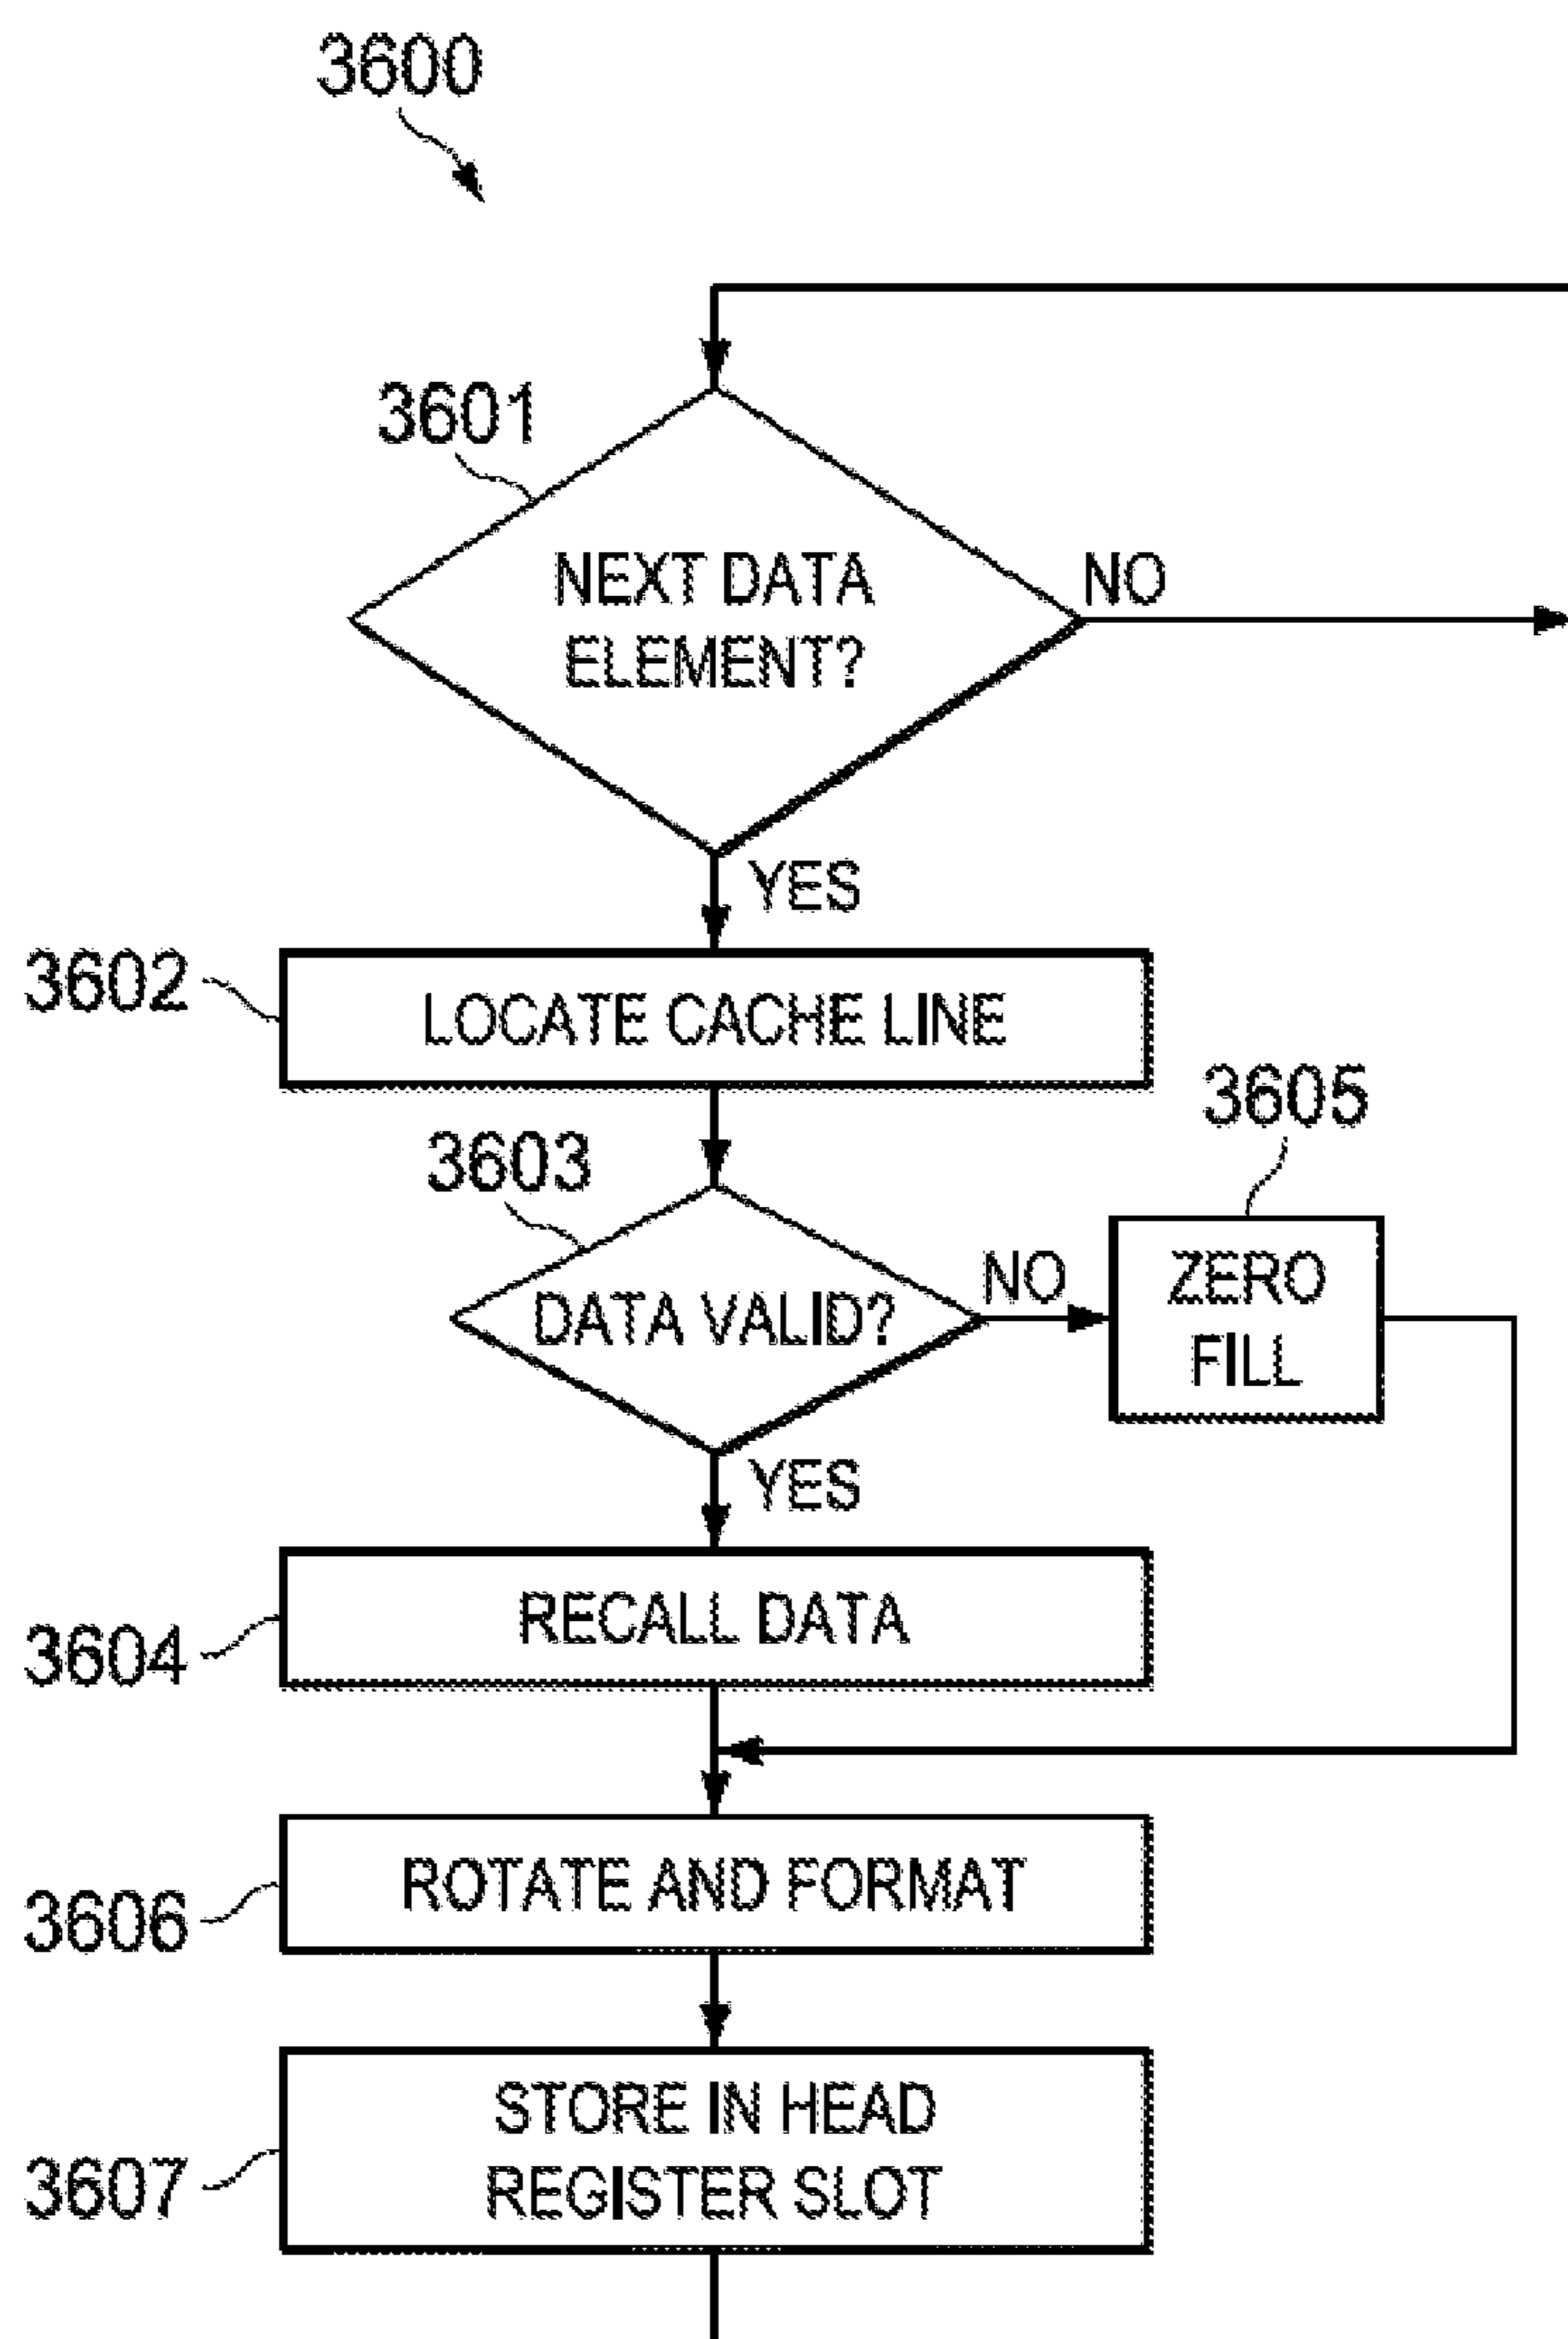 3600
3601
NEXT DATA
ELEMENT?
NO
YES
3602
LOCATE CACHE LINE
3605
3603
DATA VALID?
NO
ZERO
FILL
YES
3604
RECALL DATA
3606
ROTATE AND FORMAT
3607
STORE IN HEAD
REGISTER SLOT